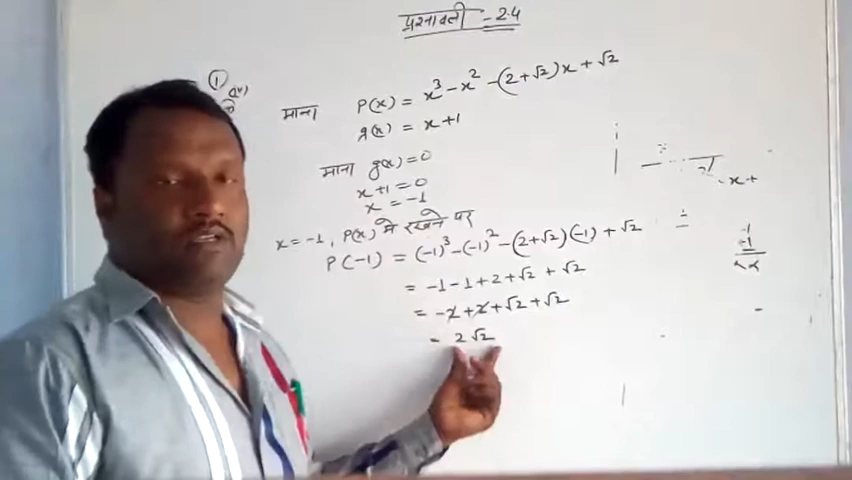 प्रश्नावली - 2.4
① (iv)
माना P(x) = x³ - x² - (2+√2)x + √2
g(x) = x+1
माना g(x) = 0
x+1 = 0
x = -1
x = -1, P(x) मे रखने पर
P(-1) = (-1)³ - (-1)² - (2+√2)(-1) + √2
= -1 - 1 + 2 + √2 + √2
= -2 + 2 + √2 + √2
= 2√2